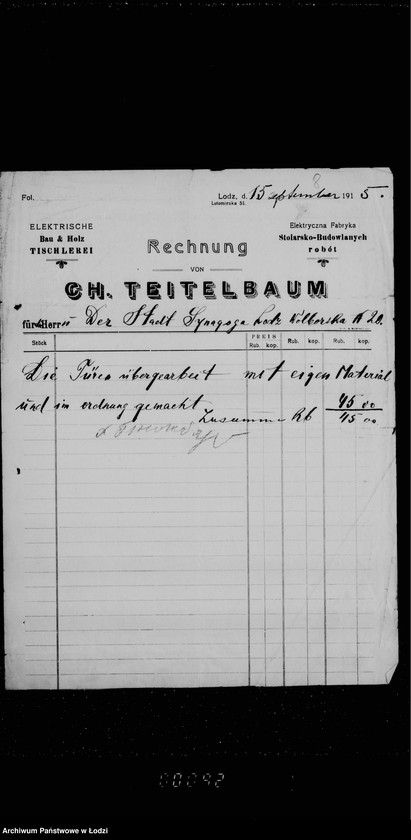 Fol.
Lodz, d. 15 September 1915.
Lutomirska 51.
ELEKTRISCHE
Bau & Holz
TISCHLEREI
Elektryczna Fabryka
Stolarsko-Budowlanych
robót
Rechnung
VON
CH. TEITELBAUM
für Herrn Der Stadt Synagoga Lodz Wolborska N 20.
Stück
PREIS
Rub. kop. Rub. kop. Rub. kop.
Die Türen übergearbeit mit eigen Material
und in ordnung gemacht 45 00
Zusamme Rb 45 00
00092
Archiwum Państwowe w Łodzi